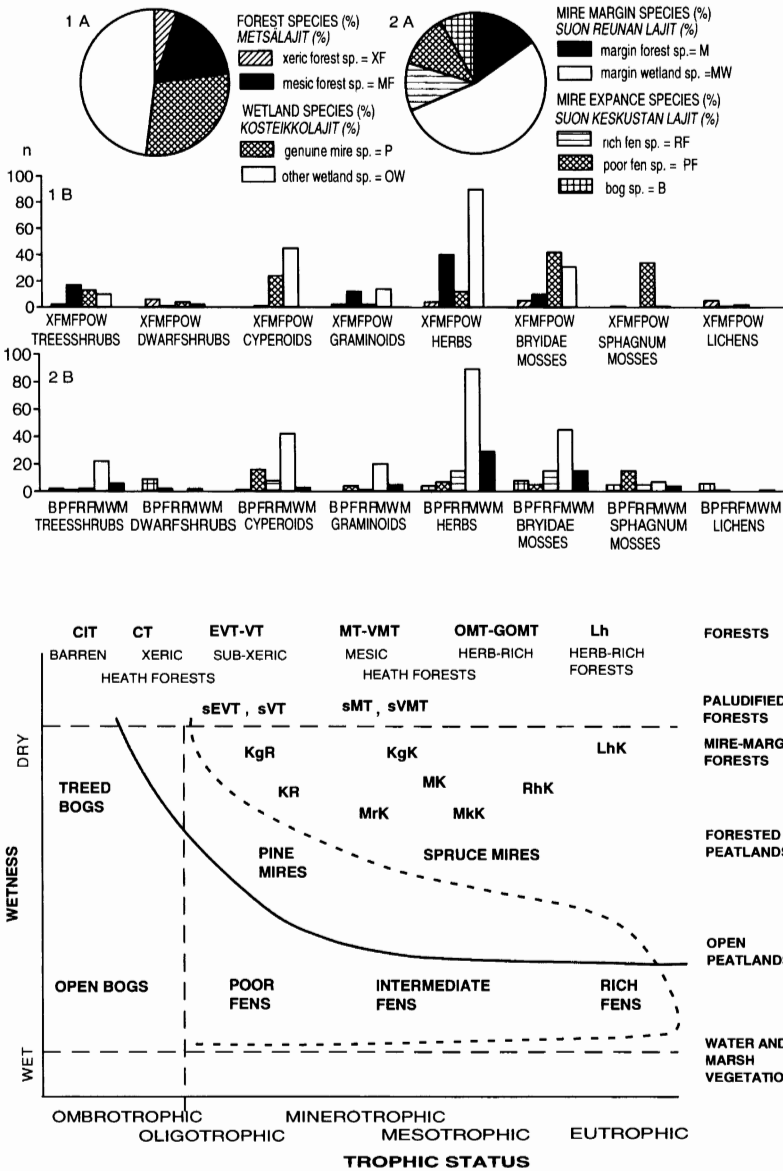 1 A
FOREST SPECIES (%)
METSÄLAJIT (%)
xeric forest sp. = XF
mesic forest sp. = MF
WETLAND SPECIES (%)
KOSTEIKKOLAJIT (%)
genuine mire sp. = P
other wetland sp. = OW
2 A
MIRE MARGIN SPECIES (%)
SUON REUNAN LAJIT (%)
margin forest sp. = M
margin wetland sp. =MW
MIRE EXPANCE SPECIES (%)
SUON KESKUSTAN LAJIT (%)
rich fen sp. = RF
poor fen sp. = PF
bog sp. = B
n
1 B
100
80
60
40
20
0
XFMFPOW XFMFPOW XFMFPOW XFMFPOW XFMFPOW XFMFPOW XFMFPOW XFMFPOW
TREESSHRUBS DWARFSHRUBS CYPEROIDS GRAMINOIDS HERBS BRYIDAE SPHAGNUM LICHENS
MOSSES MOSSES
2 B
100
80
60
40
20
0
BPFRFMWM BPFRFMWM BPFRFMWM BPFRFMWM BPFRFMWM BPFRFMWM BPFRFMWM BPFRFMWM
TREESSHRUBS DWARFSHRUBS CYPEROIDS GRAMINOIDS HERBS BRYIDAE SPHAGNUM LICHENS
MOSSES MOSSES
CIT CT EVT-VT MT-VMT OMT-GOMT Lh FORESTS
BARREN XERIC SUB-XERIC MESIC HERB-RICH HERB-RICH
HEATH FORESTS HEATH FORESTS FORESTS
sEVT , sVT sMT , sVMT PALUDIFIED
FORESTS
KgR KgK LhK MIRE-MARG
FORESTS
KR MK RhK
MrK MkK
TREED
BOGS
PINE
MIRES
SPRUCE MIRES
FORESTED
PEATLANDS
OPEN
PEATLANDS
OPEN BOGS
POOR
FENS
INTERMEDIATE
FENS
RICH
FENS
WATER AND
MARSH
VEGETATION
DRY
WETNESS
WET
OMBROTROPHIC MINEROTROPHIC
OLIGOTROPHIC MESOTROPHIC EUTROPHIC
TROPHIC STATUS